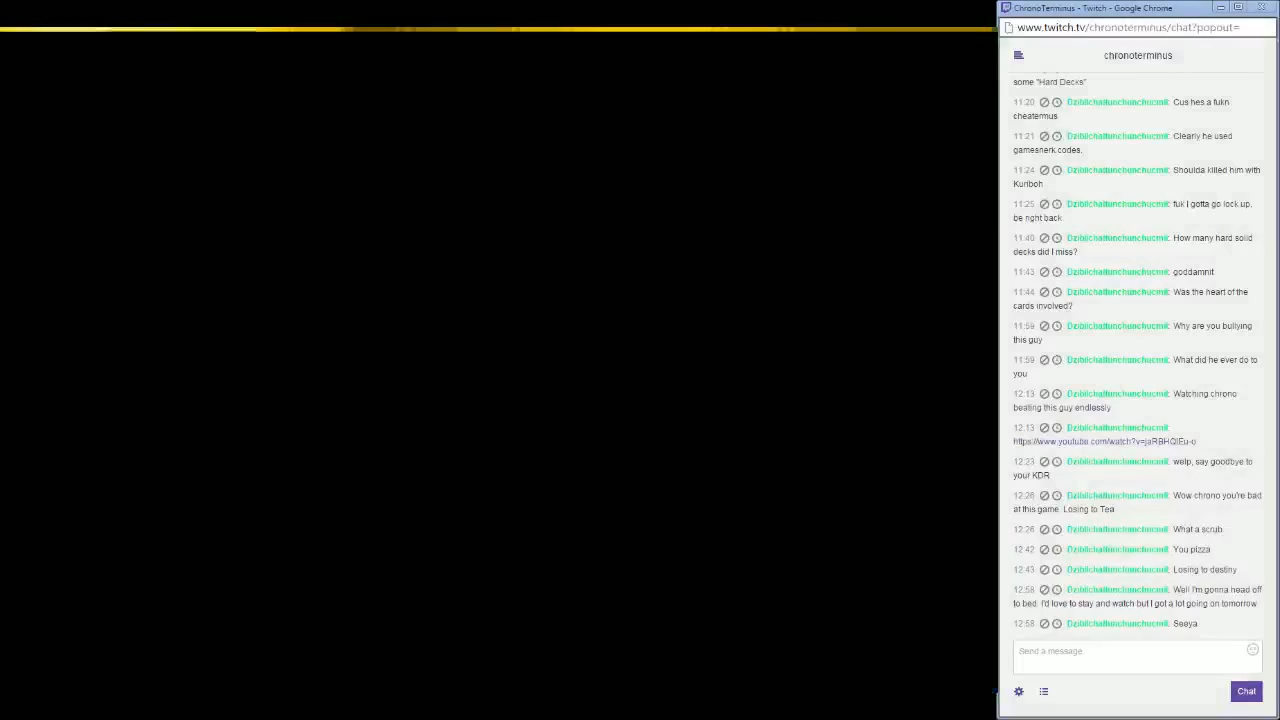 ChronoTerminus - Twitch - Google Chrome
www.twitch.tv/chronoterminus/chat?popout=
chronoterminus
some "Hard Decks"
11:20 Cus hes a fukn
cheatermus
11:21 Clearly he used
gamesnerk codes.
11:24 Shoulda killed him with
Kuriboh
11:25 fuk I gotta go lock up,
be right back
11:40 How many hard solid
decks did I miss?
11:43 goddamnit
11:44 Was the heart of the
cards involved?
11:59 Why are you bullying
this guy
11:59 What did he ever do to
you
12:13 Watching chrono
beating this guy endlessly
12:13
12:23 welp, say goodbye to
your KDR
12:26 Wow chrono you're bad
at this game. Losing to Tea
12:26 What a scrub
12:42 You pizza
12:43 Losing to destiny
12:58 Well I'm gonna head off
to bed. I'd love to stay and watch but I got a lot going on tomorrow
12:58 Seeya
Send a message
Chat